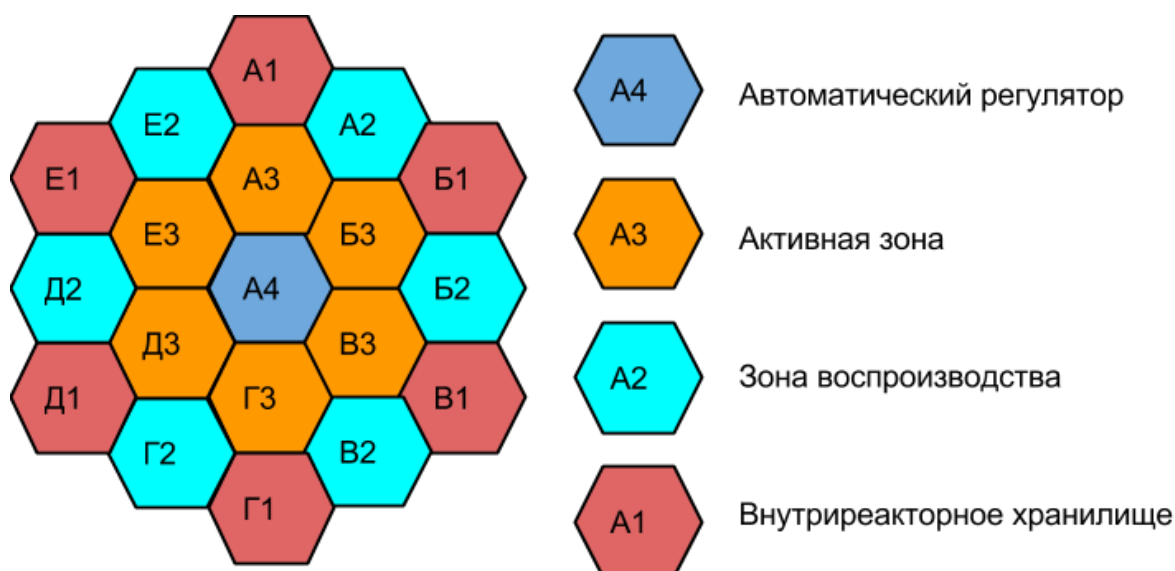 А1
Е2
А2
Е1
А3
Б1
Е3
Б3
Д2
А4
Б2
Д3
В3
Д1
Г3
В1
Г2
В2
Г1
А4 Автоматический регулятор
А3 Активная зона
А2 Зона воспроизводства
А1 Внутриреакторное хранилище